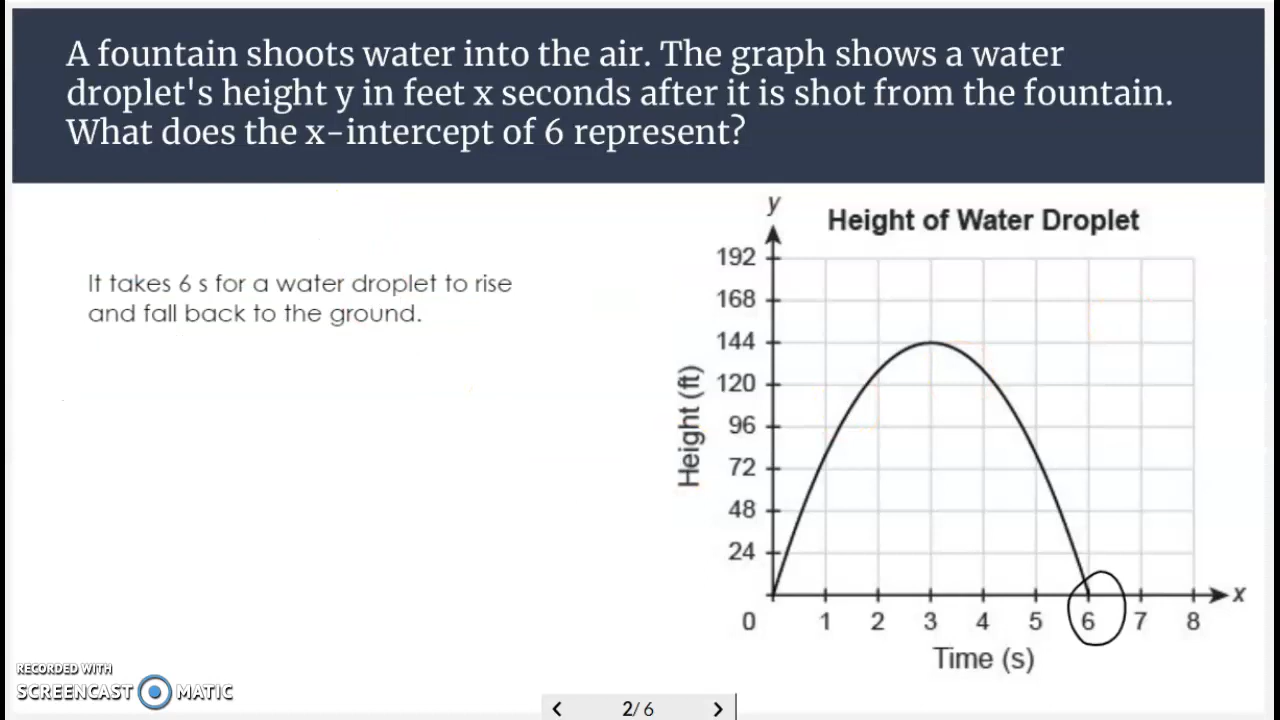 A fountain shoots water into the air. The graph shows a water
droplet's height y in feet x seconds after it is shot from the fountain.
What does the x-intercept of 6 represent?
It takes 6 s for a water droplet to rise
and fall back to the ground.
y
Height of Water Droplet
192
168
144
120
96
72
48
24
Height (ft)
0 1 2 3 4 5 6 7 8
x
Time (s)
RECORDED WITH
SCREENCAST MATIC
< 2/ 6 >